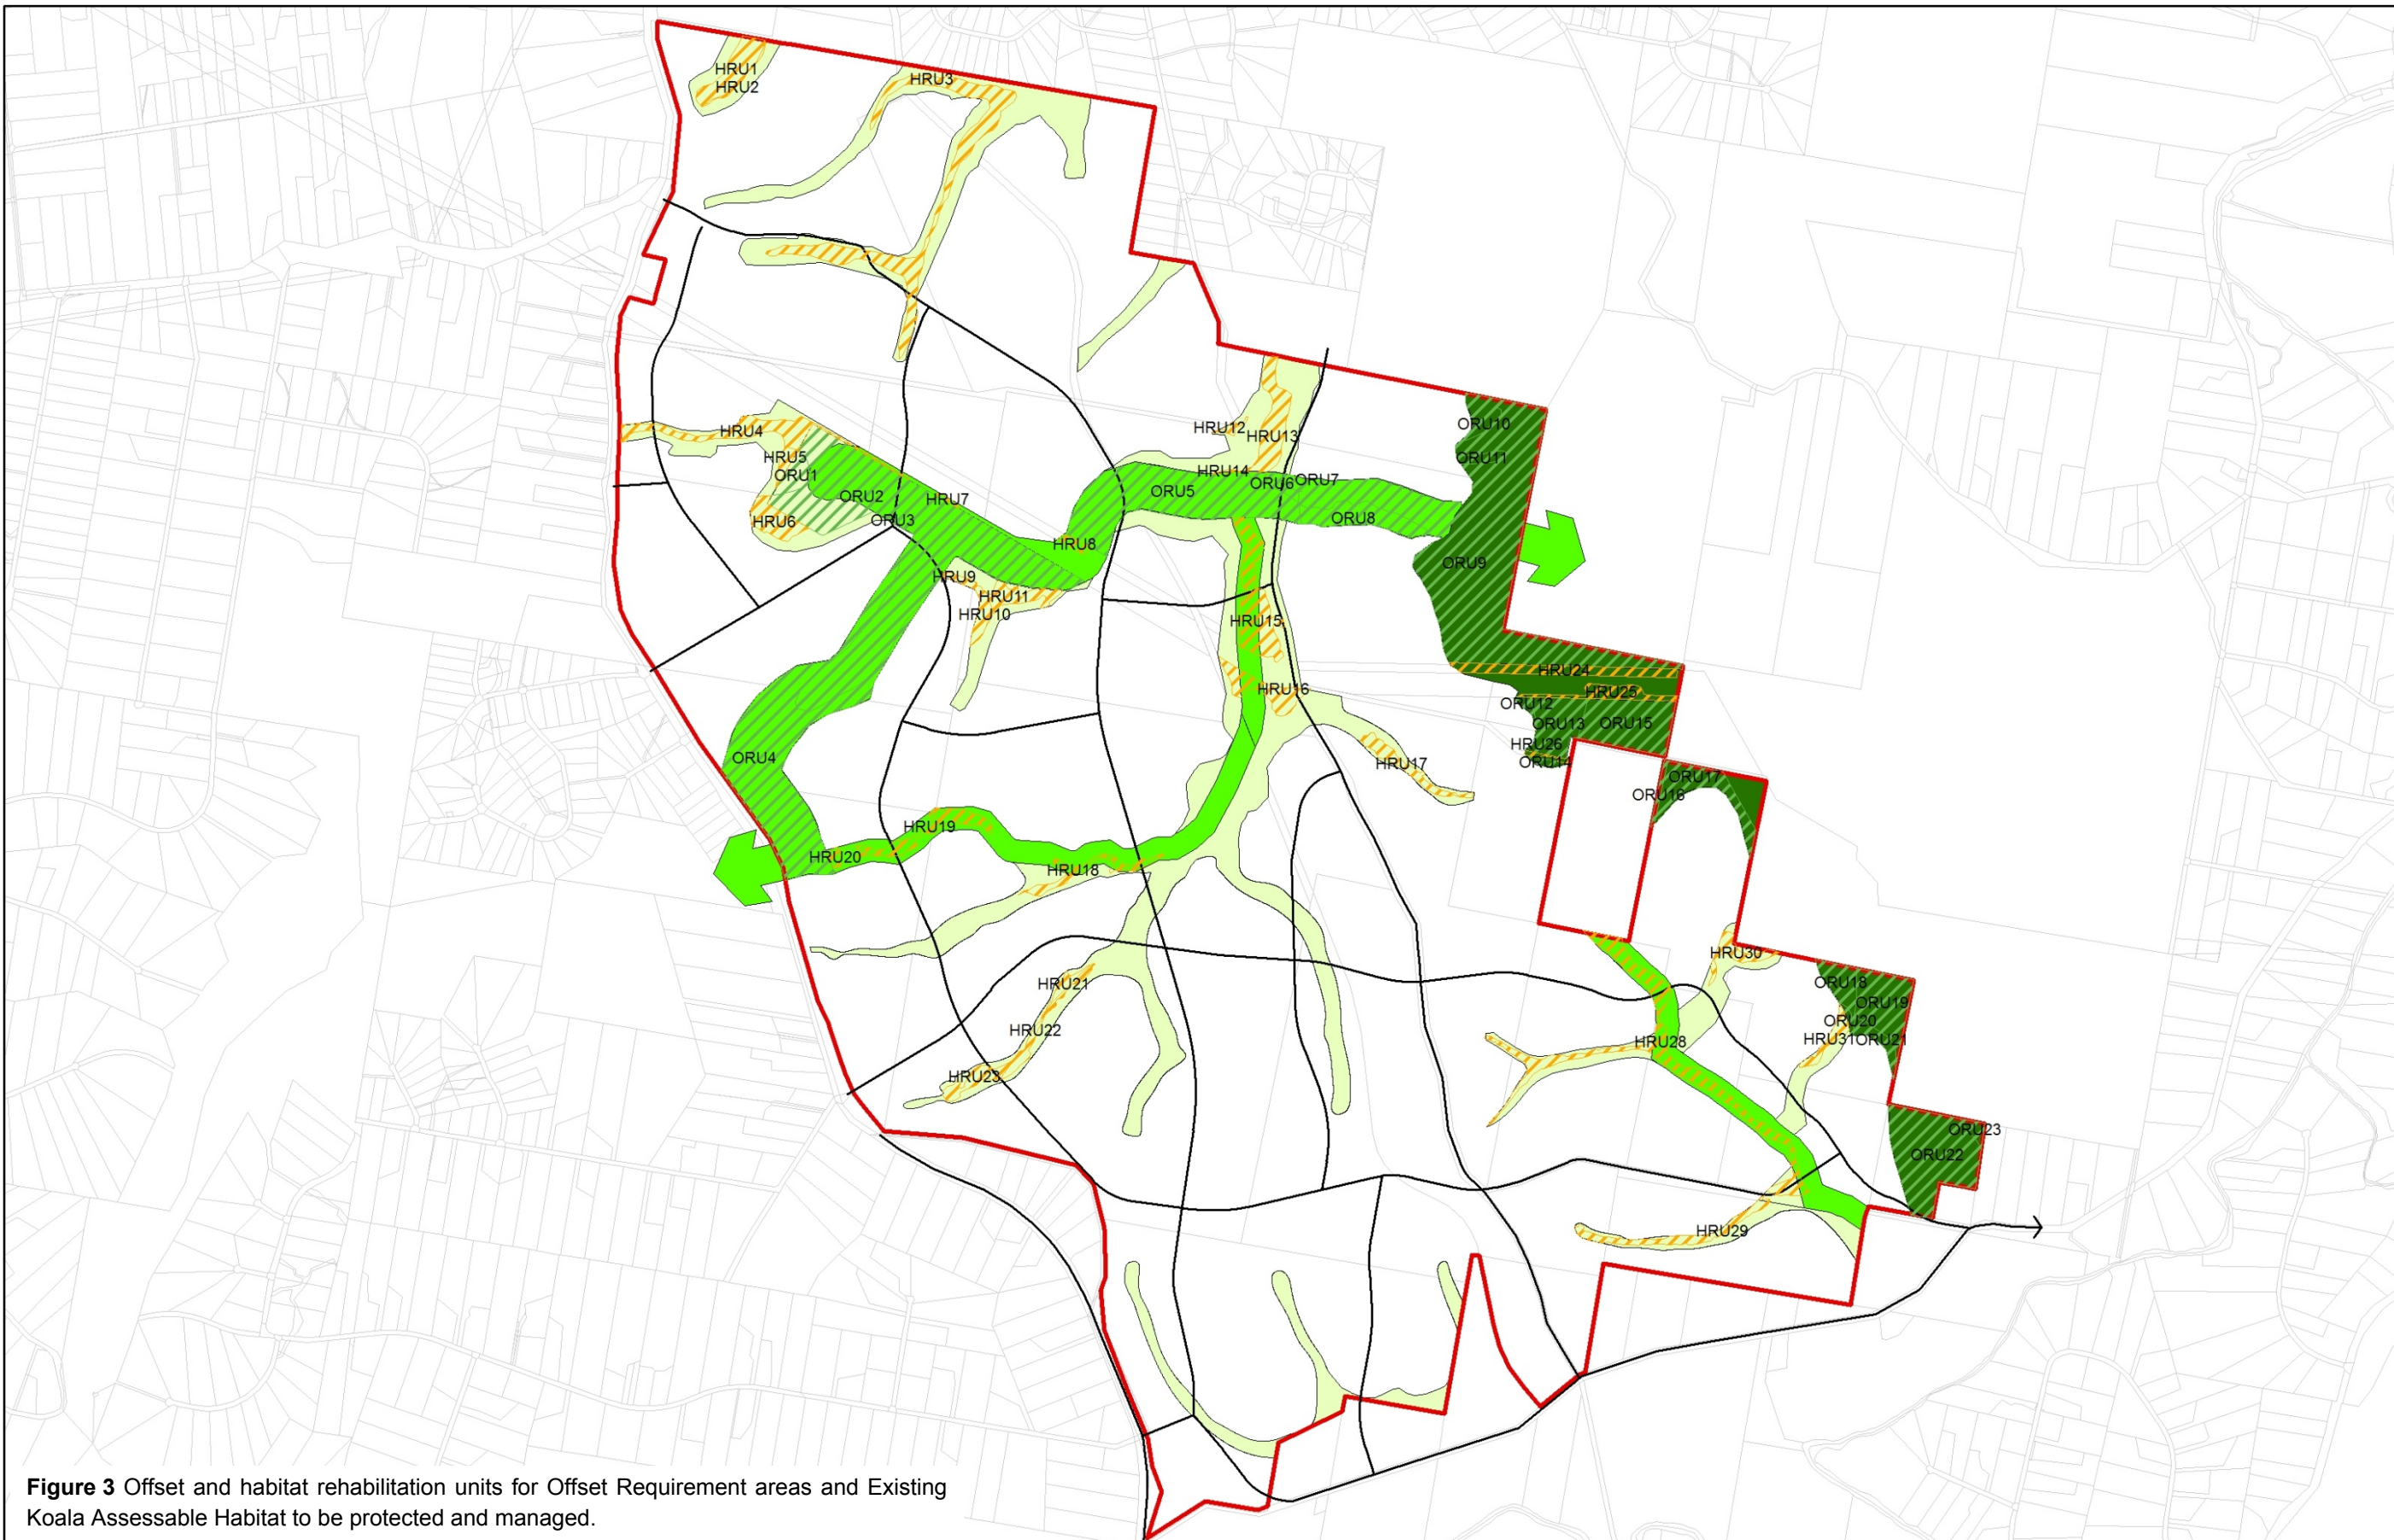 HRU1
HRU2
HRU3
HRU4
HRU5
ORU1
ORU2
HRU6
ORU3
HRU7
HRU8
ORU5
HRU12
HRU13
HRU14
ORU6
ORU7
ORU8
ORU10
ORU11
ORU9
HRU9
HRU11
HRU10
HRU15
HRU16
HRU24
HRU25
ORU12
ORU13
ORU15
HRU26
ORU14
ORU17
ORU16
ORU4
HRU17
HRU19
HRU20
HRU18
HRU21
HRU22
HRU23
HRU30
ORU18
ORU19
ORU20
HRU31
ORU21
HRU28
ORU23
ORU22
HRU29
Figure 3 Offset and habitat rehabilitation units for Offset Requirement areas and Existing
Koala Assessable Habitat to be protected and managed.